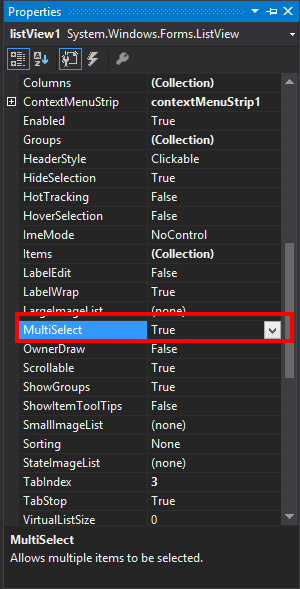 Properties
listView1 System.Windows.Forms.ListView
Columns (Collection)
ContextMenuStrip contextMenuStrip1
Enabled True
Groups (Collection)
HeaderStyle Clickable
HideSelection True
HotTracking False
HoverSelection False
ImeMode NoControl
Items (Collection)
LabelEdit False
LabelWrap True
LargeImageList (none)
MultiSelect True
OwnerDraw False
Scrollable True
ShowGroups True
ShowItemToolTips False
SmallImageList (none)
Sorting None
StateImageList (none)
TabIndex 3
TabStop True
VirtualListSize 0
MultiSelect
Allows multiple items to be selected.